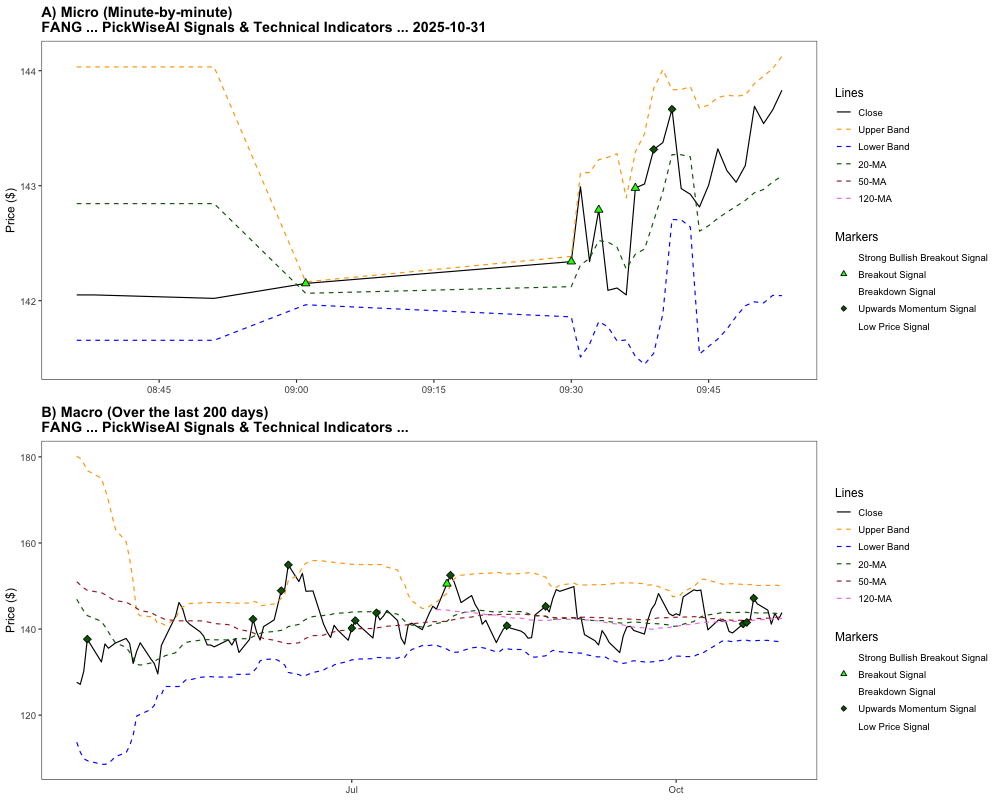 A) Micro (Minute-by-minute)
FANG ... PickWiseAI Signals & Technical Indicators ... 2025-10-31
Price ($)
144
143
142
08:45
09:00
09:15
09:30
09:45
Lines
Close
Upper Band
Lower Band
20-MA
50-MA
120-MA
Markers
Strong Bullish Breakout Signal
Breakout Signal
Breakdown Signal
Upwards Momentum Signal
Low Price Signal
B) Macro (Over the last 200 days)
FANG ... PickWiseAI Signals & Technical Indicators ...
Price ($)
180
160
140
120
Jul
Oct
Lines
Close
Upper Band
Lower Band
20-MA
50-MA
120-MA
Markers
Strong Bullish Breakout Signal
Breakout Signal
Breakdown Signal
Upwards Momentum Signal
Low Price Signal